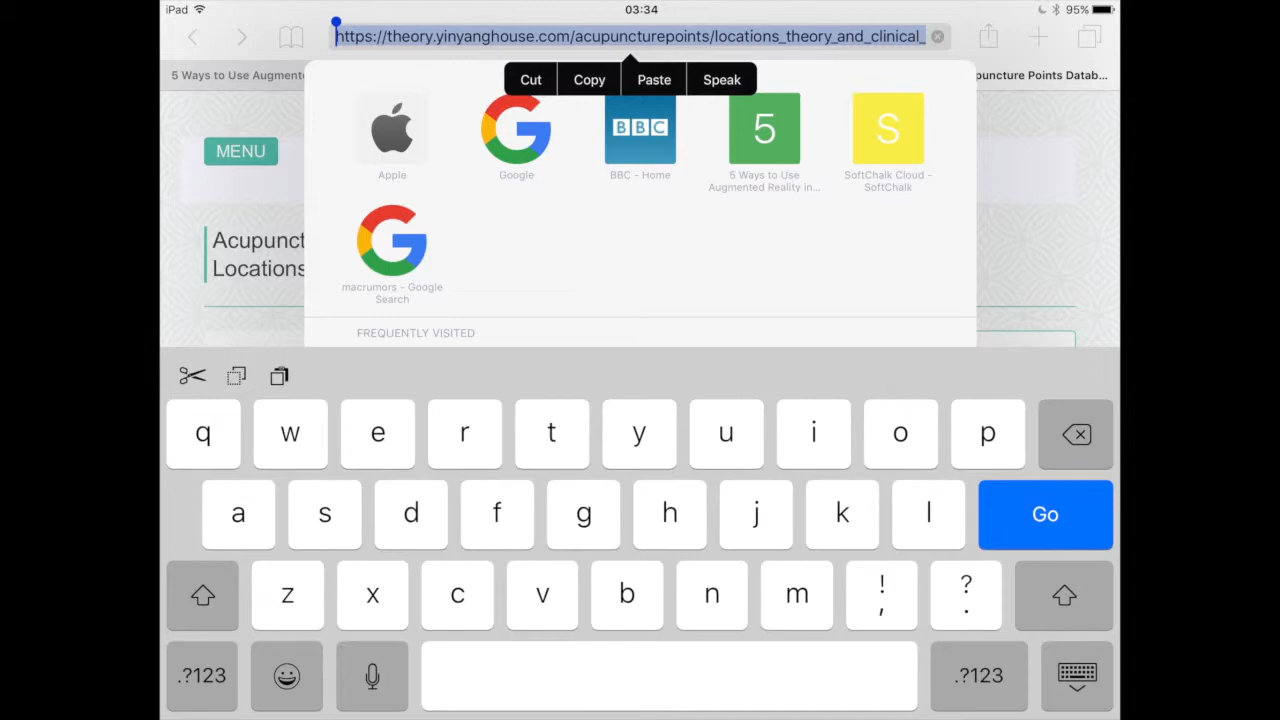 iPad 03:34 95%
https://theory.yinyanghouse.com/acupuncturepoints/locations_theory_and_clinical_
5 Ways to Use Augmente
puncture Points Datab...
Cut Copy Paste Speak
MENU
Acupunct
Locations
BBC 5 S
Apple
Google
BBC - Home
5 Ways to Use
Augmented Reality in...
SoftChalk Cloud -
SoftChalk
macrumors - Google
Search
FREQUENTLY VISITED
q w e r t y u i o p
a s d f g h j k l Go
z x c v b n m ! , ? .
.?123 .?123